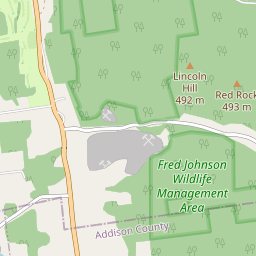 Lincoln
Hill
492 m
Red Rock
493 m
Fred Johnson
Wildlife
Management
Area
Addison County